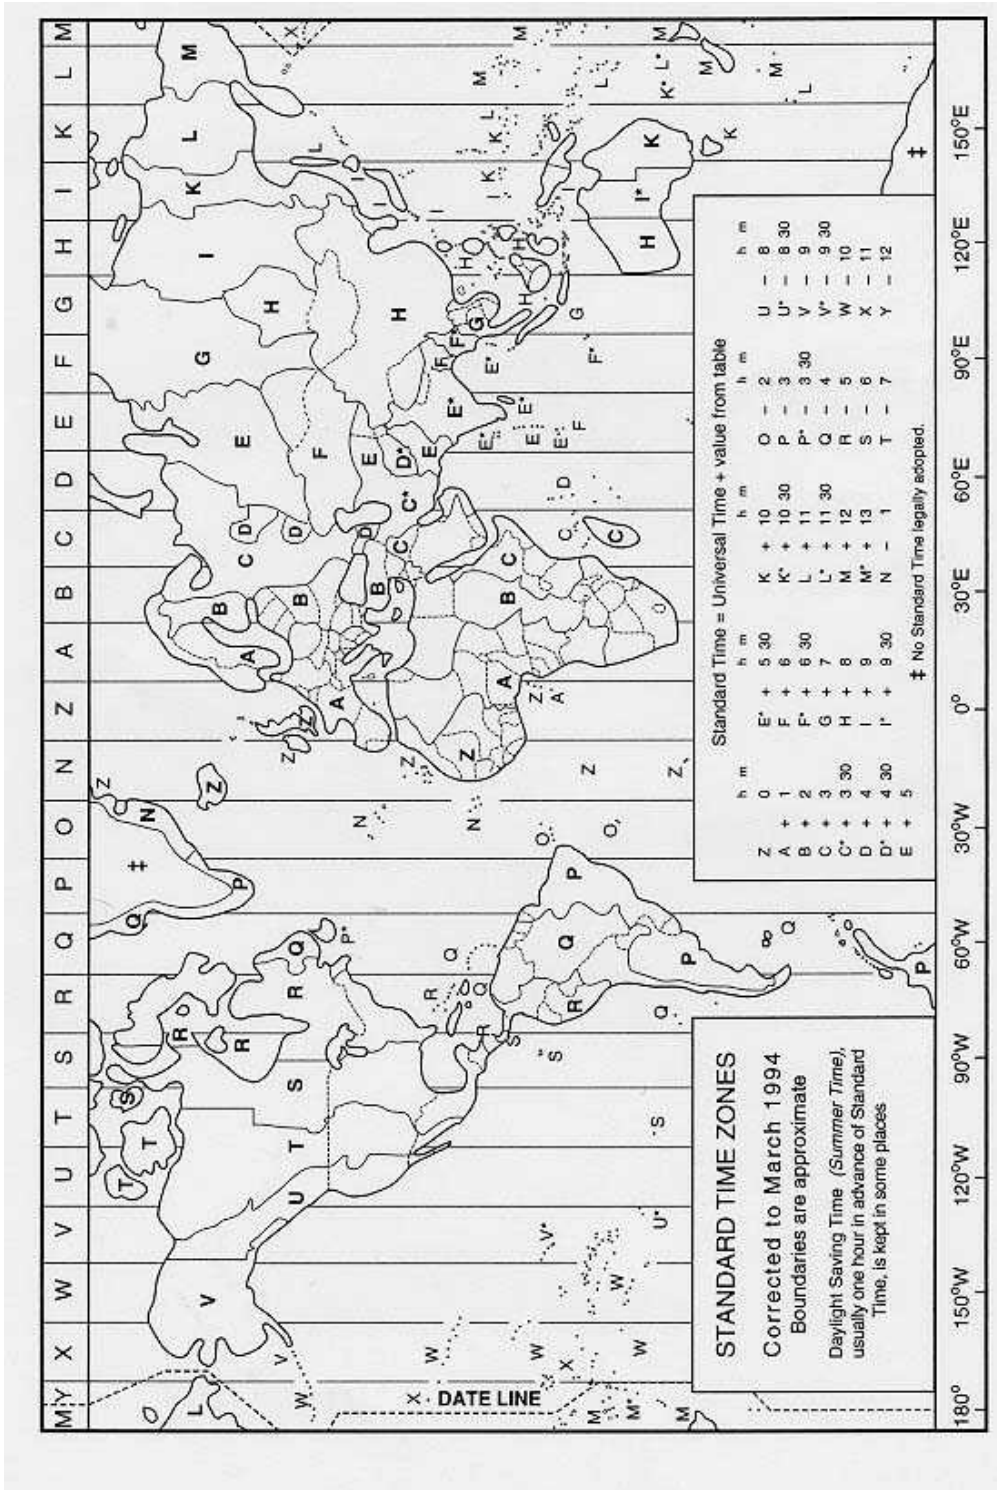 M Y X W V U T S R Q P O N Z A B C D E F G H I K L M
T S Q ‡ N Z
T R Z M
L V R P A B C D E I K L
U T S R Q Z B D F H
W V P* N Z A B C E G
X DATE LINE
W R Z A B C* D* H
Q N Z E* F
V* W S R Q P O A B C E* F* G H I K L M
X W Q O Z C D E F H K L M
M M* U* S Q P Z H I* K K* L* M
STANDARD TIME ZONES
Corrected to March 1994
Boundaries are approximate
Daylight Saving Time (Summer Time),
usually one hour in advance of Standard
Time, is kept in some places
Standard Time = Universal Time + value from table
h m h m h m h m h m
Z 0 E* + 5 30 K + 10 O – 2 U – 8
A + 1 F + 6 K* + 10 30 P – 3 U* – 8 30
B + 2 F* + 6 30 L + 11 P* – 3 30 V – 9
C + 3 G + 7 L* + 11 30 Q – 4 V* – 9 30
C* + 3 30 H + 8 M + 12 R – 5 W – 10
D + 4 I + 9 M* + 13 S – 6 X – 11
D* + 4 30 I* + 9 30 N – 1 T – 7 Y – 12
E + 5
‡ No Standard Time legally adopted.
‡
180° 150°W 120°W 90°W 60°W 30°W 0° 30°E 60°E 90°E 120°E 150°E